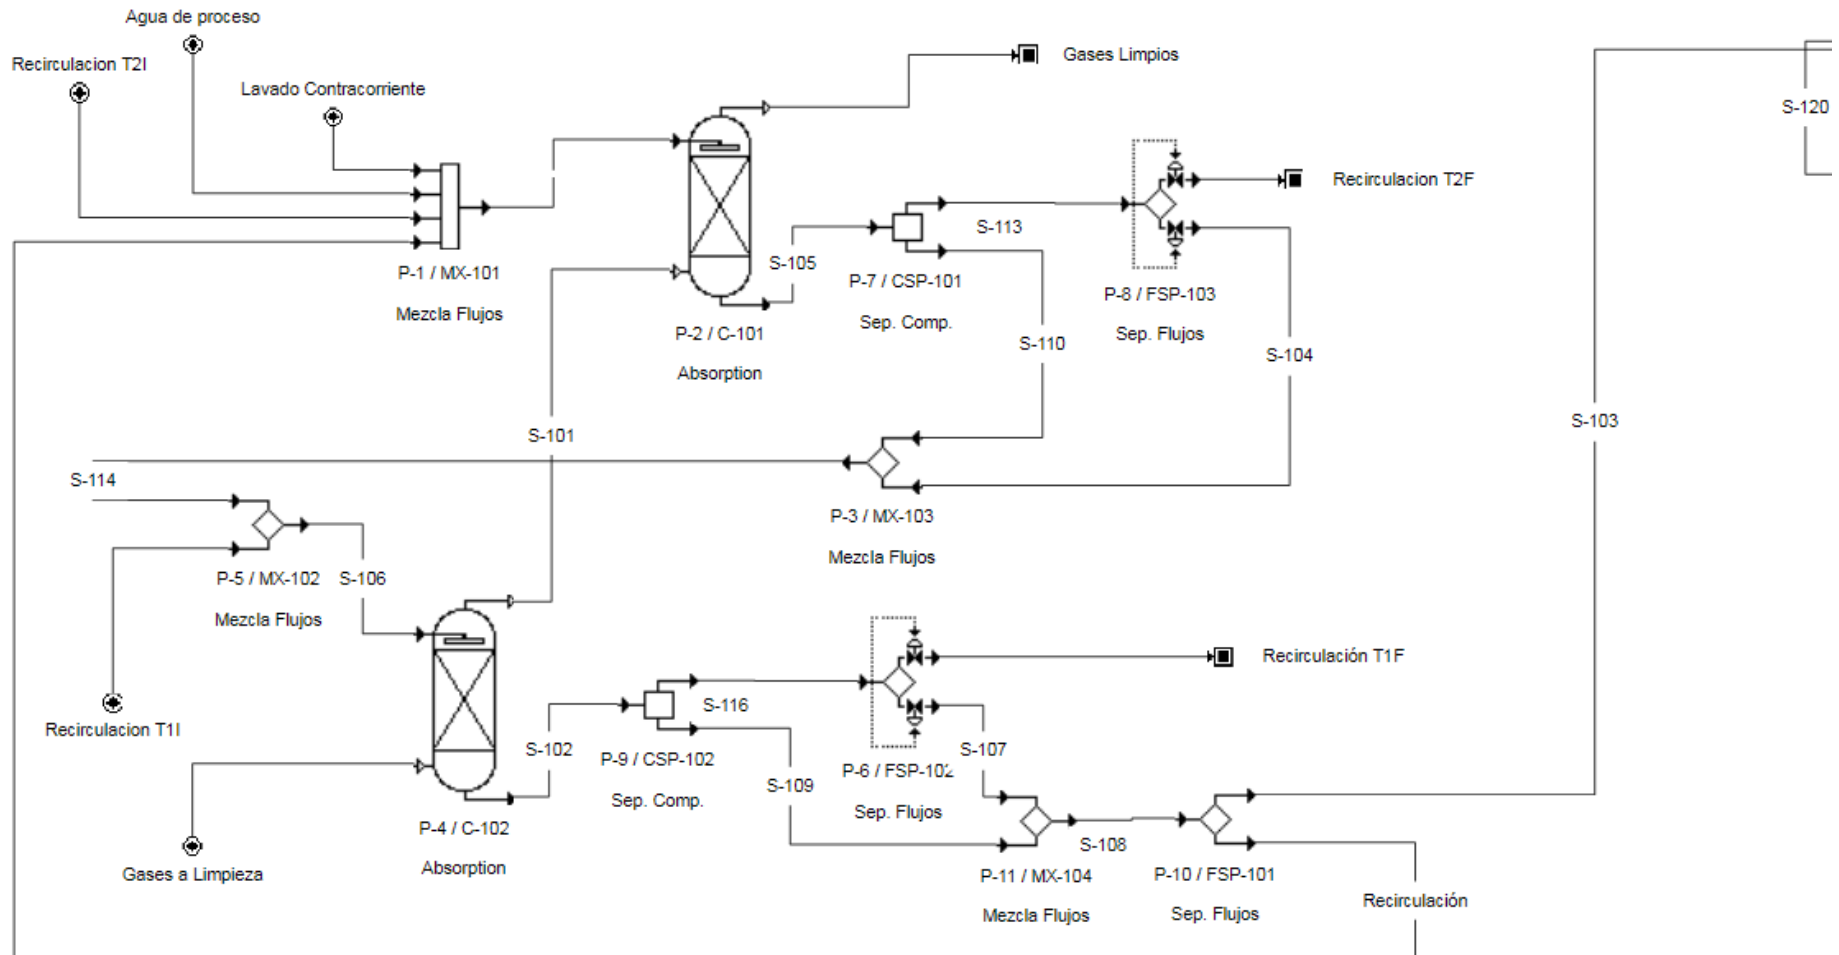 Agua de proceso
Recirculacion T2I
Lavado Contracorriente
Gases Limpios
S-120
Recirculacion T2F
S-113
S-105
P-1 / MX-101
Mezcla Flujos
P-7 / CSP-101
Sep. Comp.
P-8 / FSP-103
Sep. Flujos
P-2 / C-101
Absorption
S-110
S-104
S-103
S-101
S-114
P-3 / MX-103
Mezcla Flujos
P-5 / MX-102
Mezcla Flujos
S-106
Recirculación T1F
S-116
Recirculacion T1I
S-102
P-9 / CSP-102
Sep. Comp.
S-109
P-6 / FSP-102
Sep. Flujos
S-107
P-4 / C-102
Absorption
S-108
Gases a Limpieza
P-11 / MX-104
Mezcla Flujos
P-10 / FSP-101
Sep. Flujos
Recirculación